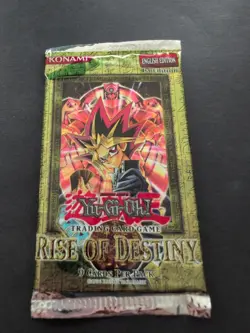 KONAMI
ENGLISH EDITION
Yu-Gi-Oh!
TRADING CARD GAME
RISE OF DESTINY
9 CARDS PER PACK